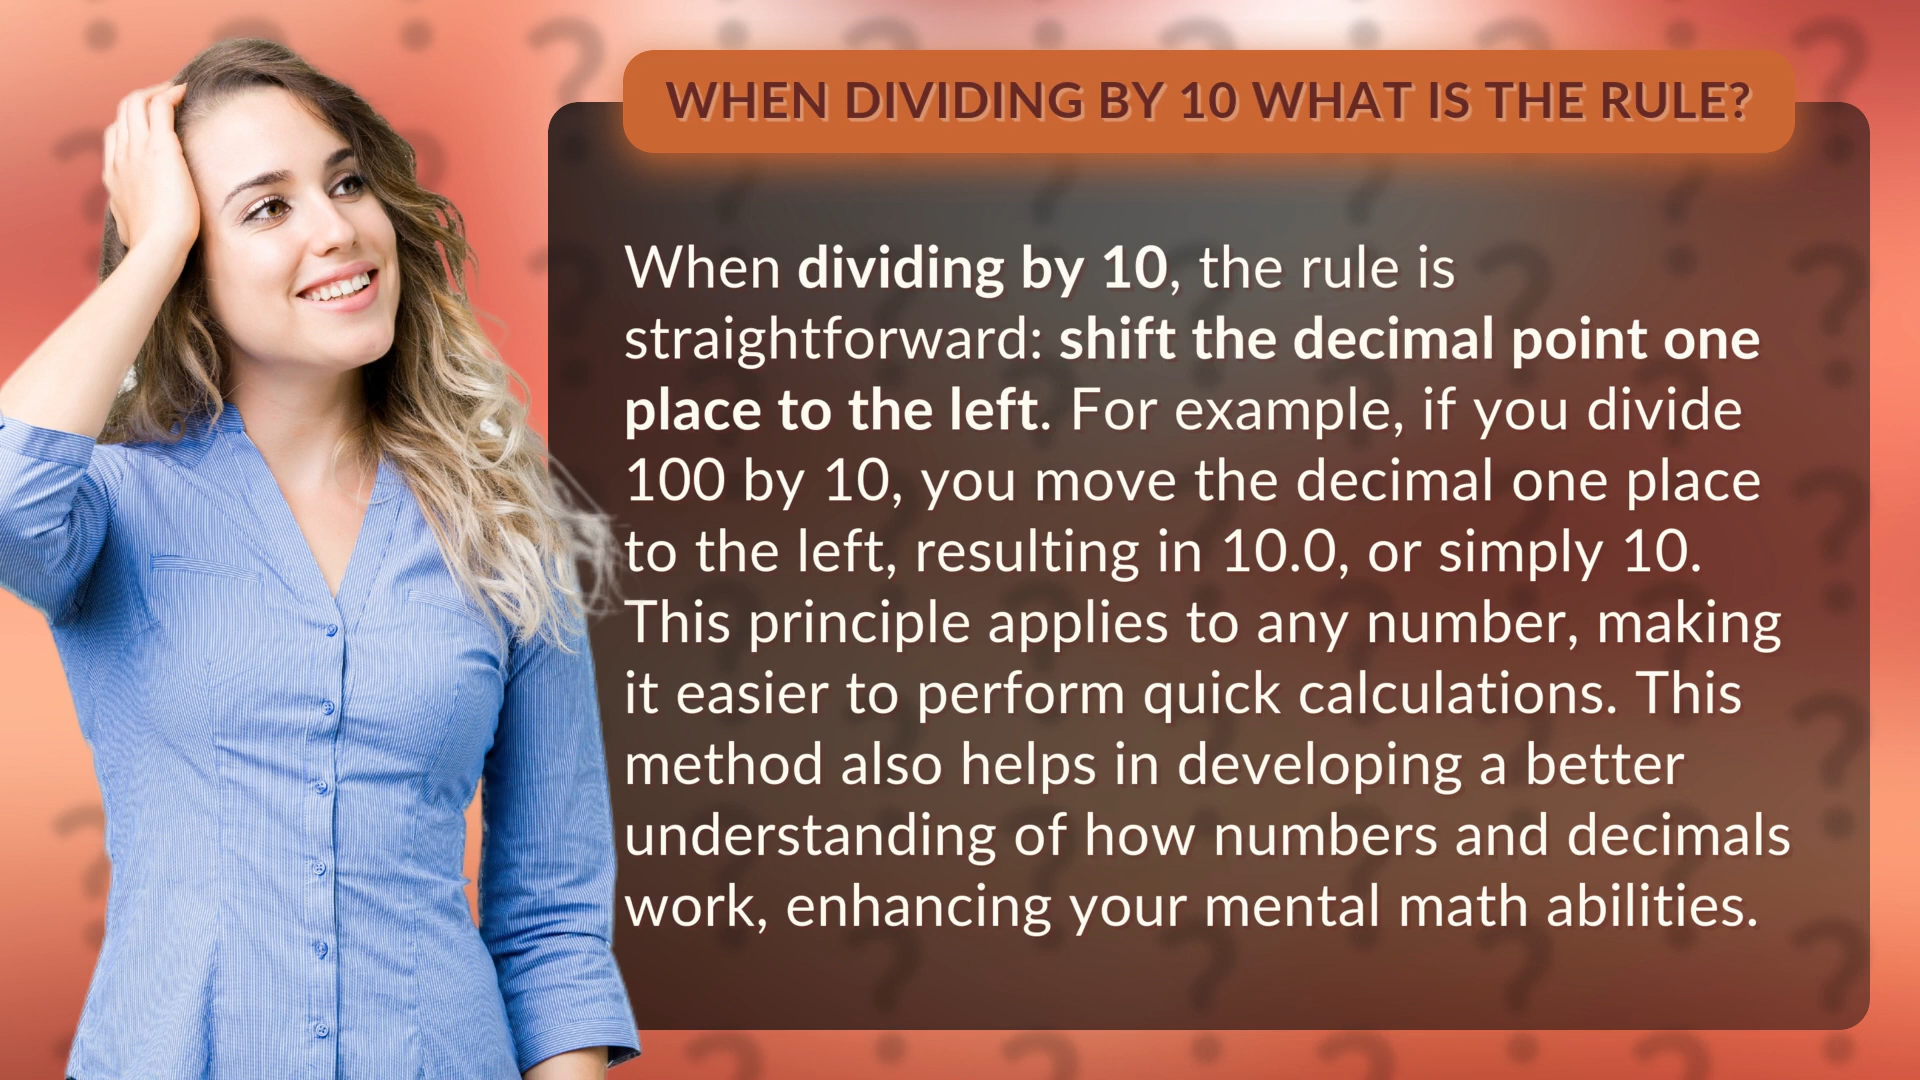 WHEN DIVIDING BY 10 WHAT IS THE RULE?
When dividing by 10, the rule is
straightforward: shift the decimal point one
place to the left. For example, if you divide
100 by 10, you move the decimal one place
to the left, resulting in 10.0, or simply 10.
This principle applies to any number, making
it easier to perform quick calculations. This
method also helps in developing a better
understanding of how numbers and decimals
work, enhancing your mental math abilities.